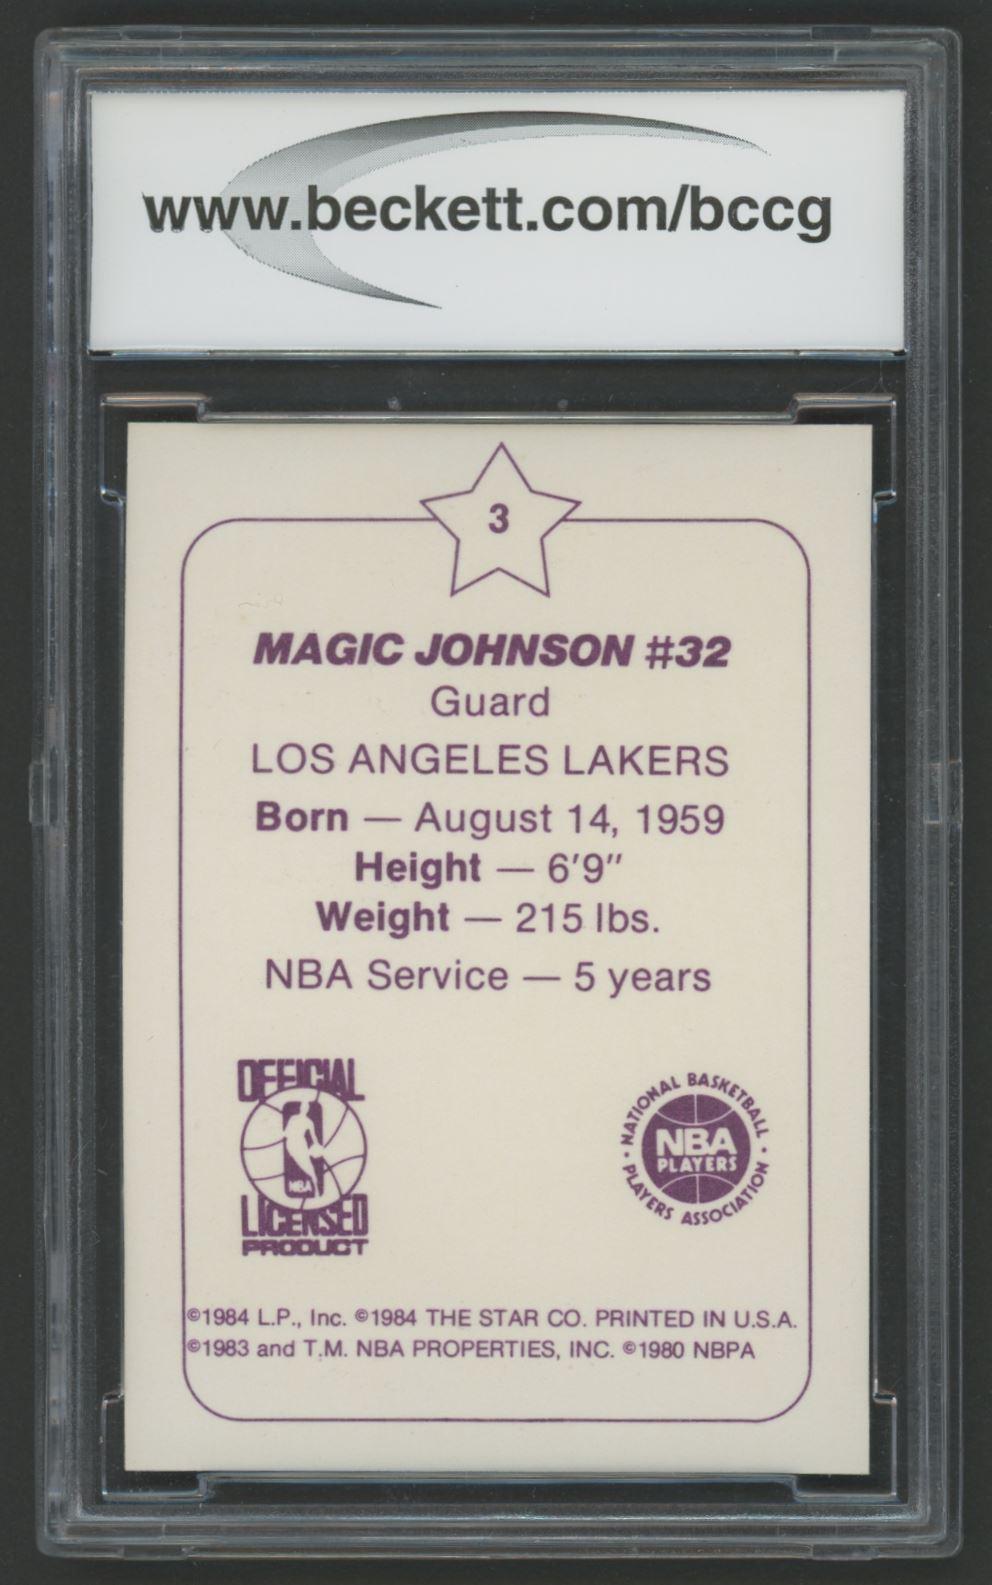 www.beckett.com/bccg
3
MAGIC JOHNSON #32
Guard
LOS ANGELES LAKERS
Born — August 14, 1959
Height — 6'9"
Weight — 215 lbs.
NBA Service — 5 years
OFFICIAL
NBA
LICENSED
PRODUCT
NATIONAL BASKETBALL
NBA
PLAYERS
PLAYERS ASSOCIATION
©1984 L.P., Inc. ©1984 THE STAR CO. PRINTED IN U.S.A.
©1983 and T.M. NBA PROPERTIES, INC. ©1980 NBPA